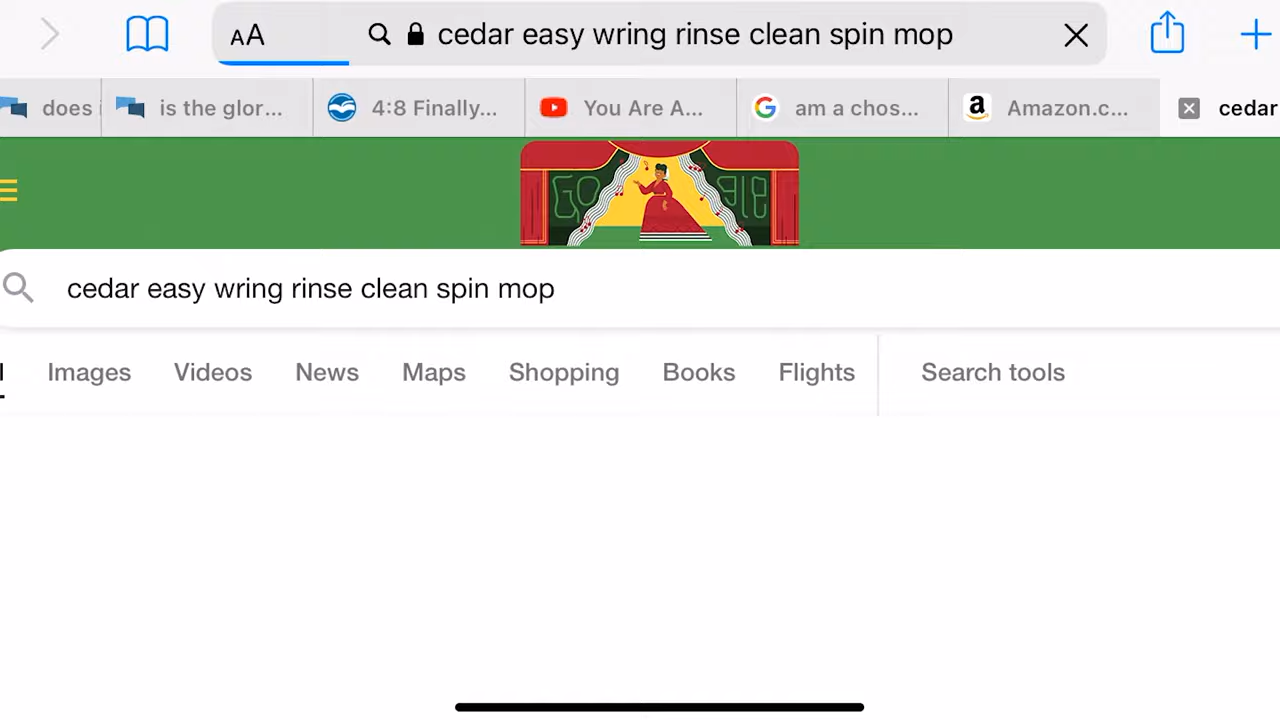 AA cedar easy wring rinse clean spin mop
does is the glor... 4:8 Finally... You Are A... am a chos... Amazon.c... cedar
cedar easy wring rinse clean spin mop
Images Videos News Maps Shopping Books Flights Search tools